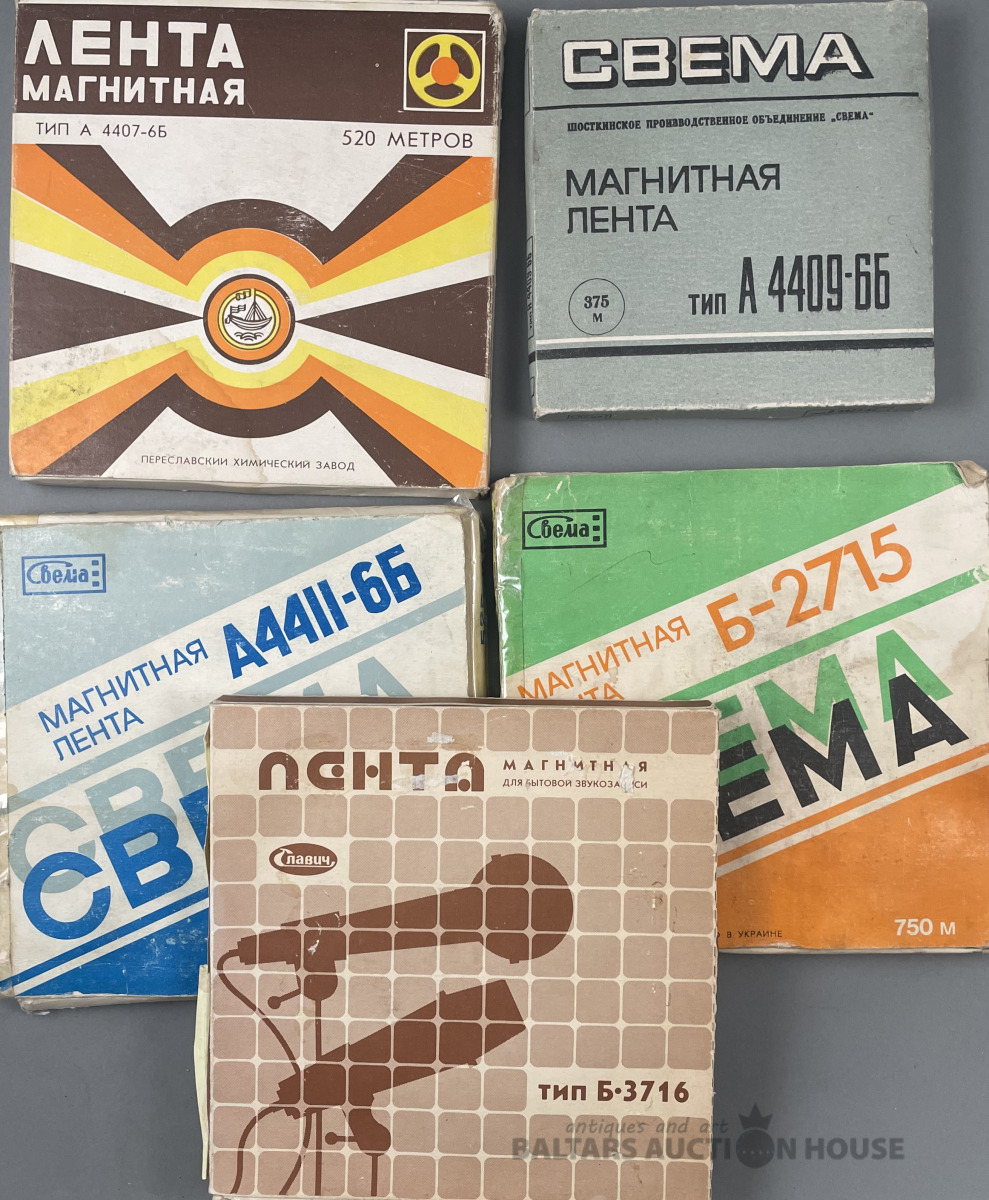 ЛЕНТА
МАГНИТНАЯ
ТИП А 4407-6Б
520 МЕТРОВ
ПЕРЕСЛАВСКИЙ ХИМИЧЕСКИЙ ЗАВОД
СВЕМА
ШОСТКИНСКОЕ ПРОИЗВОДСТВЕННОЕ ОБЪЕДИНЕНИЕ „СВЕМА"
МАГНИТНАЯ
ЛЕНТА
375
М
ТИП А 4409-6Б
Свема
МАГНИТНАЯ А4411-6Б
ЛЕНТА
Свема
МАГНИТНАЯ Б-2715
ЕМА
ЕМА
В УКРАИНЕ
750 М
ЛЕНТА МАГНИТНАЯ
ДЛЯ БЫТОВОЙ ЗВУКОЗАПИСИ
Славич
ТИП Б·3716
antiques and art
BALTARS AUCTION HOUSE